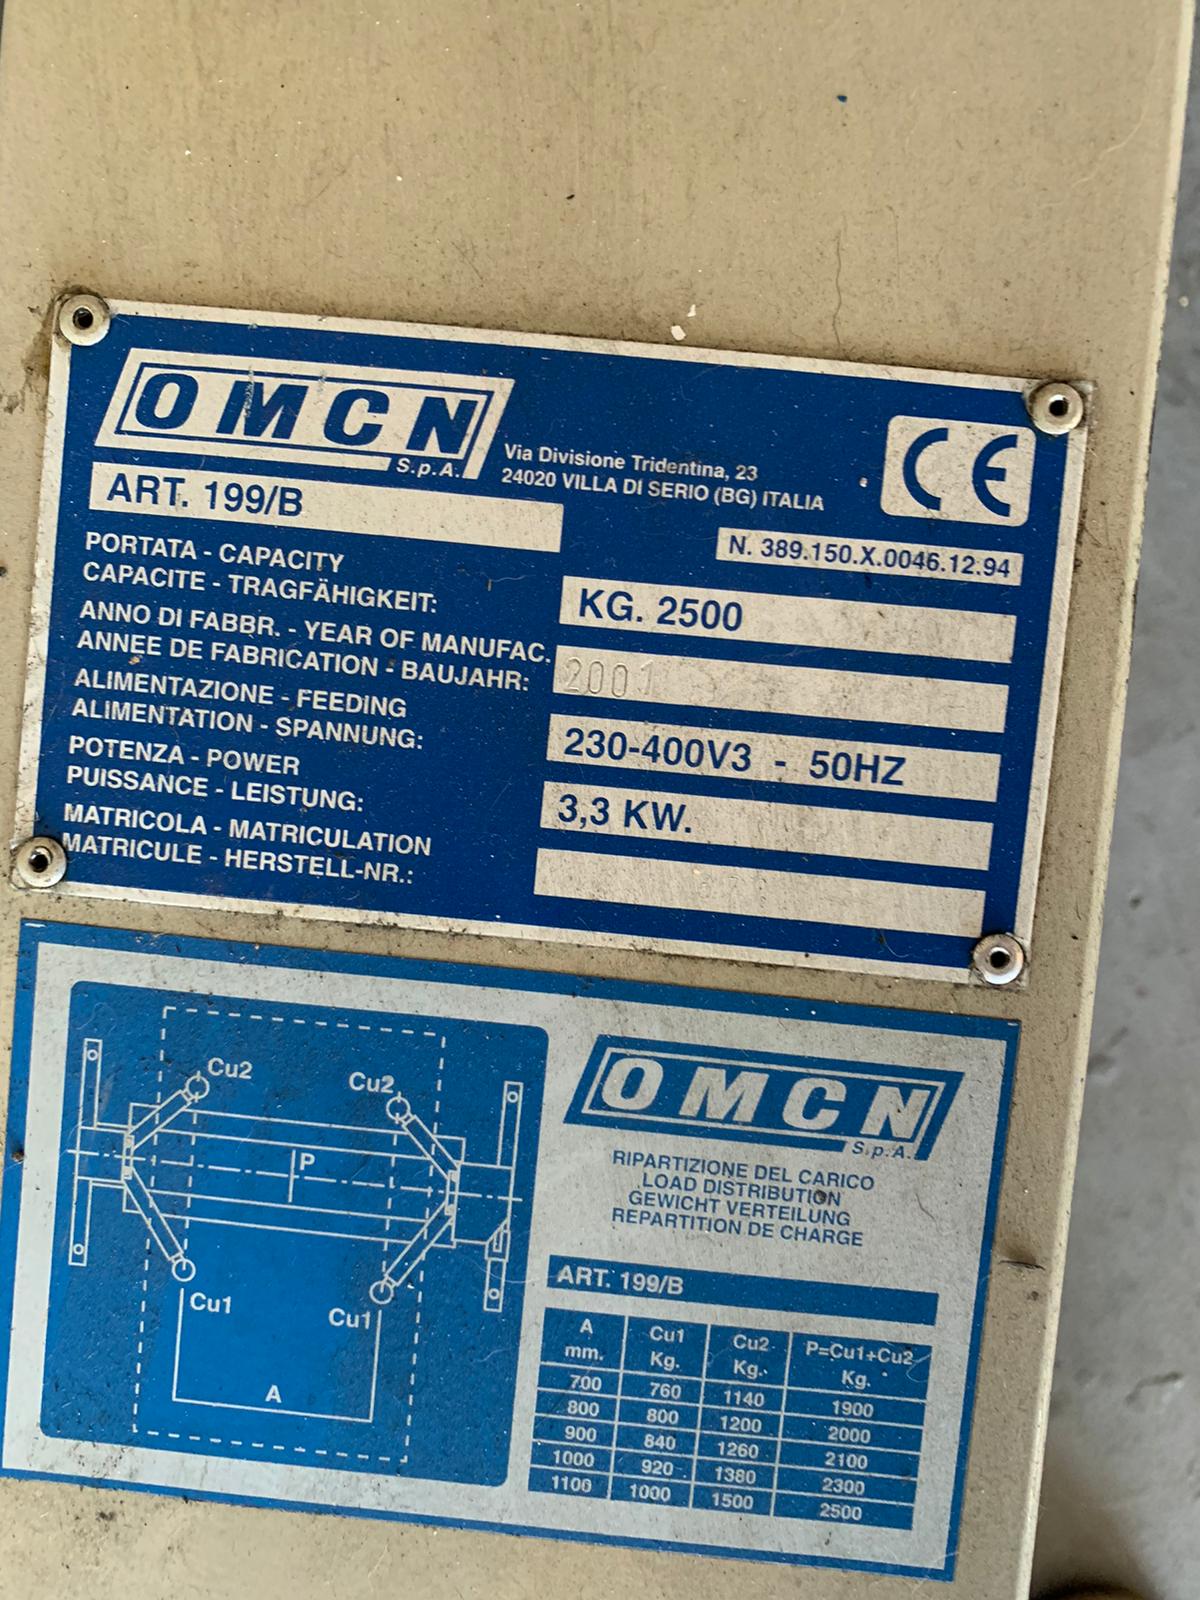 OMCN
S.p.A.
Via Divisione Tridentina, 23
24020 VILLA DI SERIO (BG) ITALIA
CE
ART. 199/B
N. 389.150.X.0046.12.94
PORTATA - CAPACITY
CAPACITE - TRAGFÄHIGKEIT:
KG. 2500
ANNO DI FABBR. - YEAR OF MANUFAC.
ANNEE DE FABRICATION - BAUJAHR:
2001
ALIMENTAZIONE - FEEDING
ALIMENTATION - SPANNUNG:
230-400V3 - 50HZ
POTENZA - POWER
PUISSANCE - LEISTUNG:
3,3 KW.
MATRICOLA - MATRICULATION
MATRICULE - HERSTELL-NR.:
Cu2
Cu2
P
Cu1
Cu1
A
OMCN
S.p.A.
RIPARTIZIONE DEL CARICO
LOAD DISTRIBUTION
GEWICHT VERTEILUNG
REPARTITION DE CHARGE
ART. 199/B
A Cu1 Cu2 P=Cu1+Cu2
mm. Kg. Kg. Kg.
700 760 1140 1900
800 800 1200 2000
900 840 1260 2100
1000 920 1380 2300
1100 1000 1500 2500